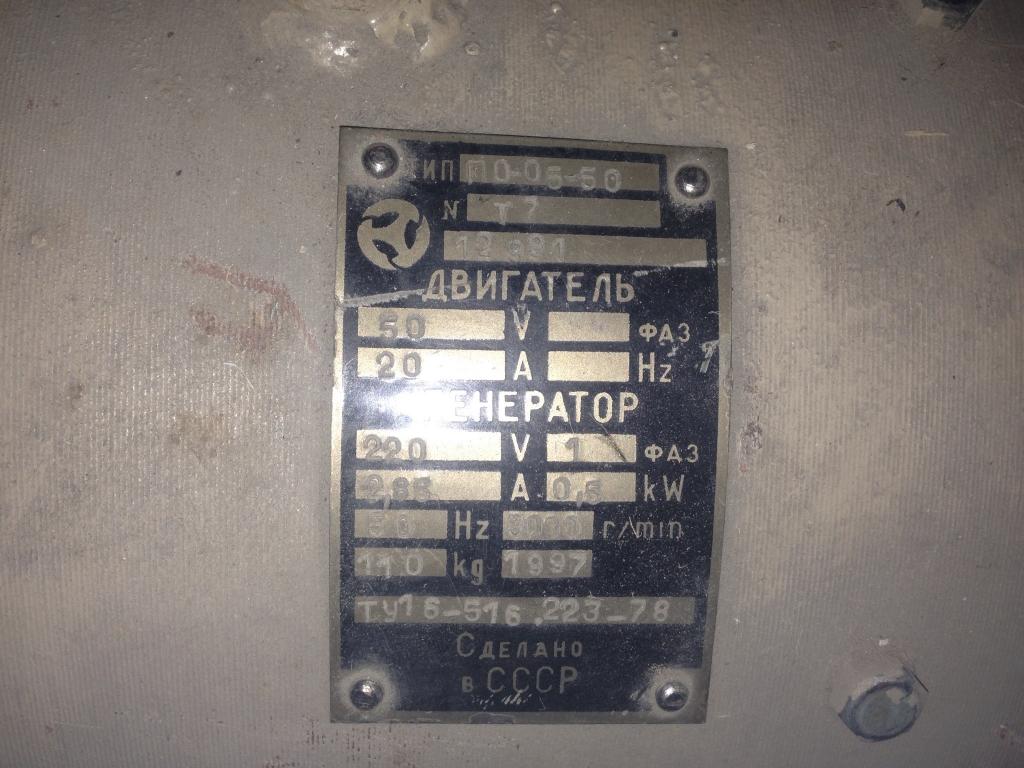 ТИП ПО-05-50
N Т7
12981
ДВИГАТЕЛЬ
50 V ФАЗ
20 A Hz
ГЕНЕРАТОР
220 V 1 ФАЗ
2,85 A 0,5 kW
50 Hz 3000 r/min
110 kg 1997
ТУ16-516.223-78
СДЕЛАНО
В СССР